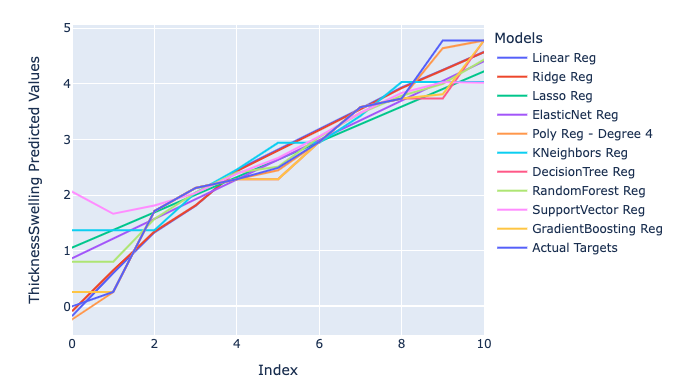 ThicknessSwelling Predicted Values
5
4
3
2
1
0
0
2
4
6
8
10
Index
Models
Linear Reg
Ridge Reg
Lasso Reg
ElasticNet Reg
Poly Reg - Degree 4
KNeighbors Reg
DecisionTree Reg
RandomForest Reg
SupportVector Reg
GradientBoosting Reg
Actual Targets